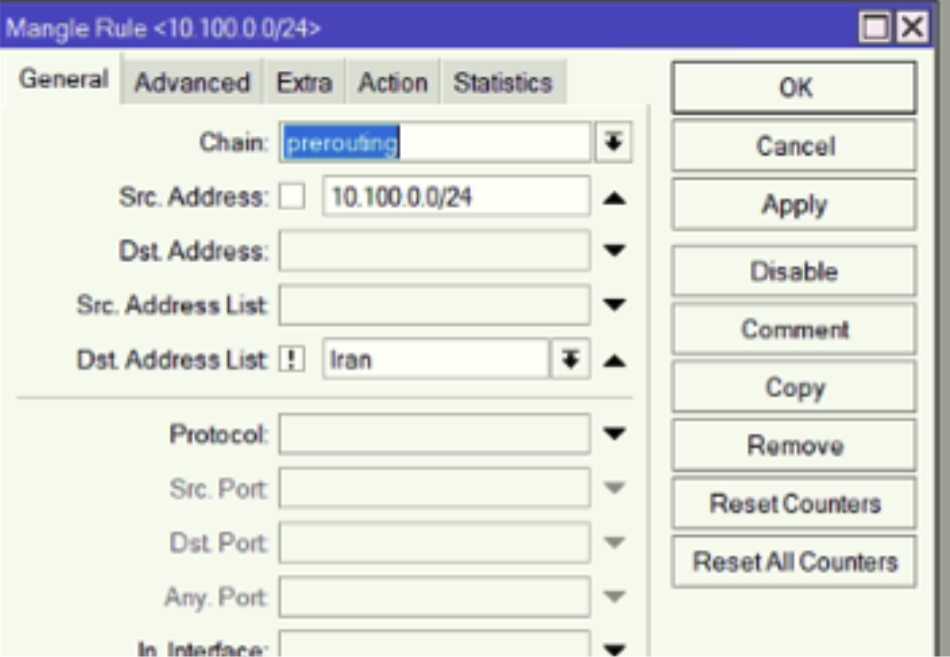 Mangle Rule <10.100.0.0/24>
General Advanced Extra Action Statistics
OK
Chain: prerouting
Cancel
Src. Address: 10.100.0.0/24
Apply
Dst. Address:
Disable
Src. Address List:
Comment
Dst. Address List: ! Iran
Copy
Protocol:
Remove
Src. Port:
Reset Counters
Dst. Port:
Reset All Counters
Any. Port:
In. Interface: